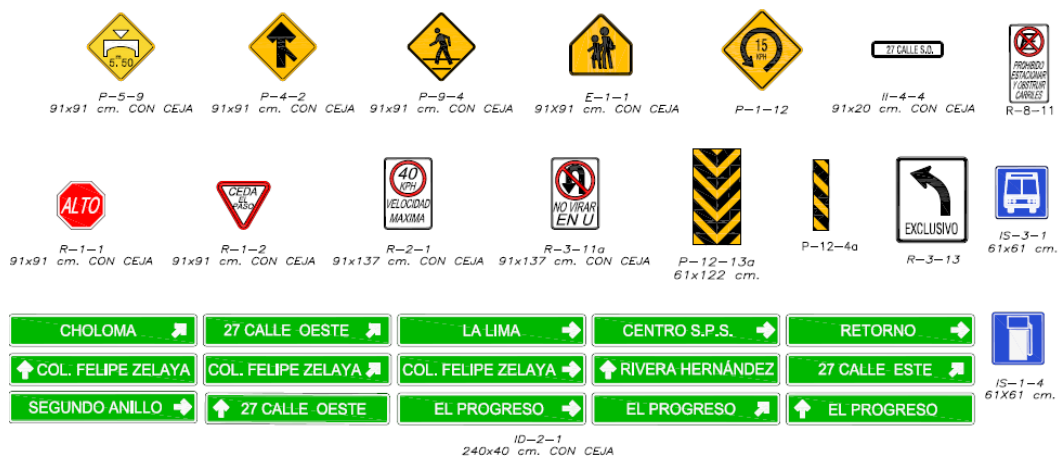 5.50
P-5-9
91x91 cm. CON CEJA
P-4-2
91x91 cm. CON CEJA
P-9-4
91x91 cm. CON CEJA
E-1-1
91X91 cm. CON CEJA
15
KPH
P-1-12
27 CALLE S.O.
II-4-4
91x20 cm. CON CEJA
E
PROHIBIDO
ESTACIONAR
Y OBSTRUIR
CARRILES
R-8-11
ALTO
R-1-1
91x91 cm. CON CEJA
CEDA
EL
PASO
R-1-2
91x91 cm. CON CEJA
40
KPH
VELOCIDAD
MAXIMA
R-2-1
91x137 cm. CON CEJA
NO VIRAR
EN U
R-3-11a
91x137 cm. CON CEJA
P-12-13a
61x122 cm.
P-12-4a
EXCLUSIVO
R-3-13
IS-3-1
61x61 cm.
CHOLOMA
27 CALLE OESTE
LA LIMA
CENTRO S.P.S.
RETORNO
COL. FELIPE ZELAYA
COL. FELIPE ZELAYA
COL. FELIPE ZELAYA
RIVERA HERNÁNDEZ
27 CALLE ESTE
SEGUNDO ANILLO
27 CALLE OESTE
EL PROGRESO
EL PROGRESO
EL PROGRESO
IS-1-4
61X61 cm.
ID-2-1
240x40 cm. CON CEJA